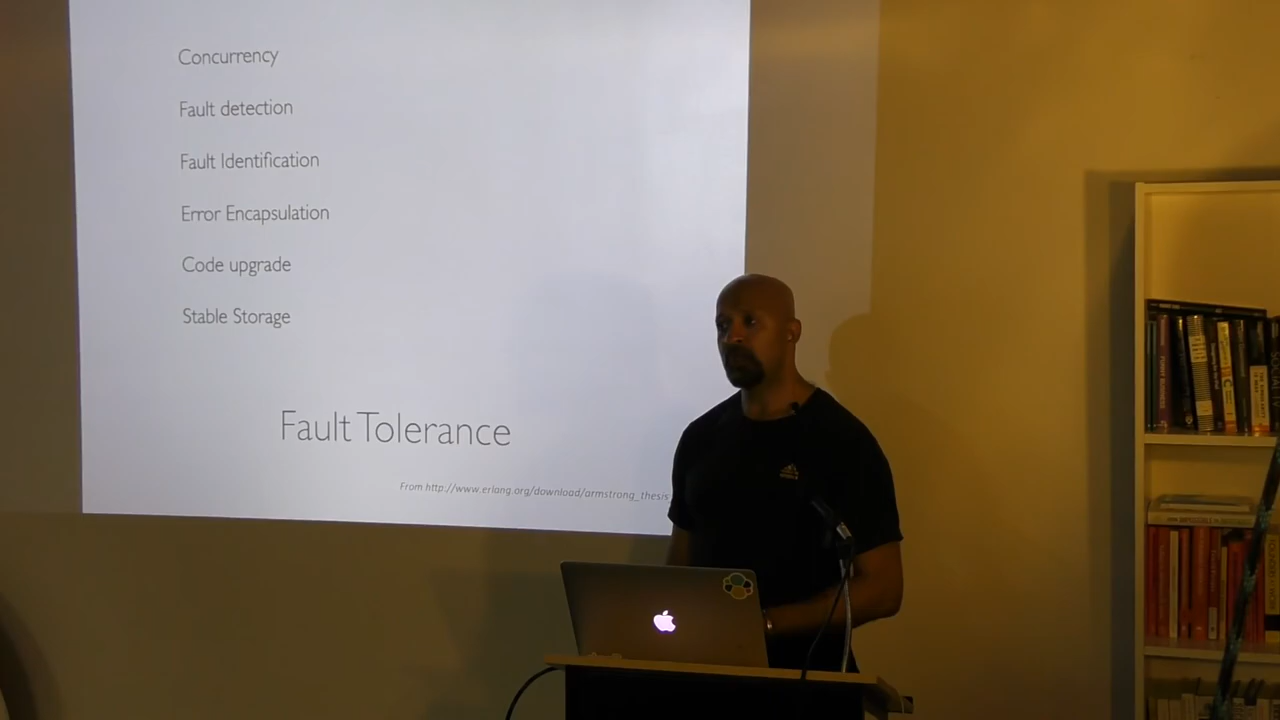 Concurrency
Fault detection
Fault Identification
Error Encapsulation
Code upgrade
Stable Storage
Fault Tolerance
From http://www.erlang.org/download/armstrong_thesis